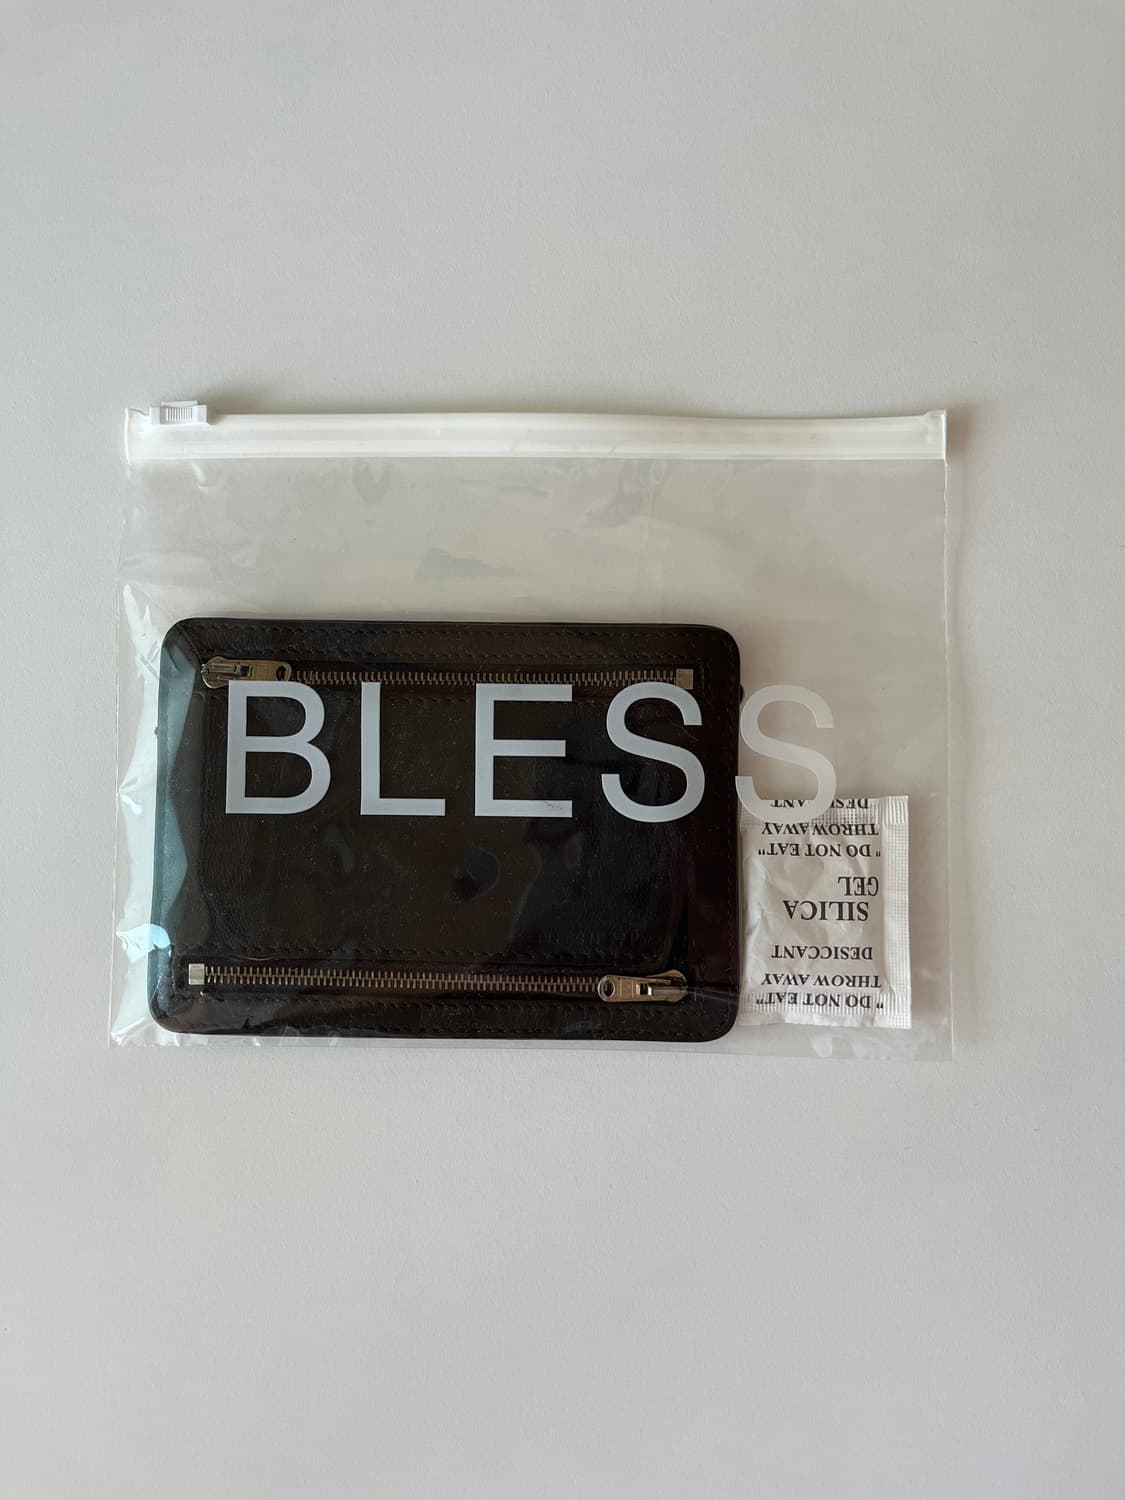 BLESS
"DO NOT EAT"
THROW AWAY
DESICCANT
SILICA
GEL
"DO NOT EAT"
THROW AWAY
DESICCANT